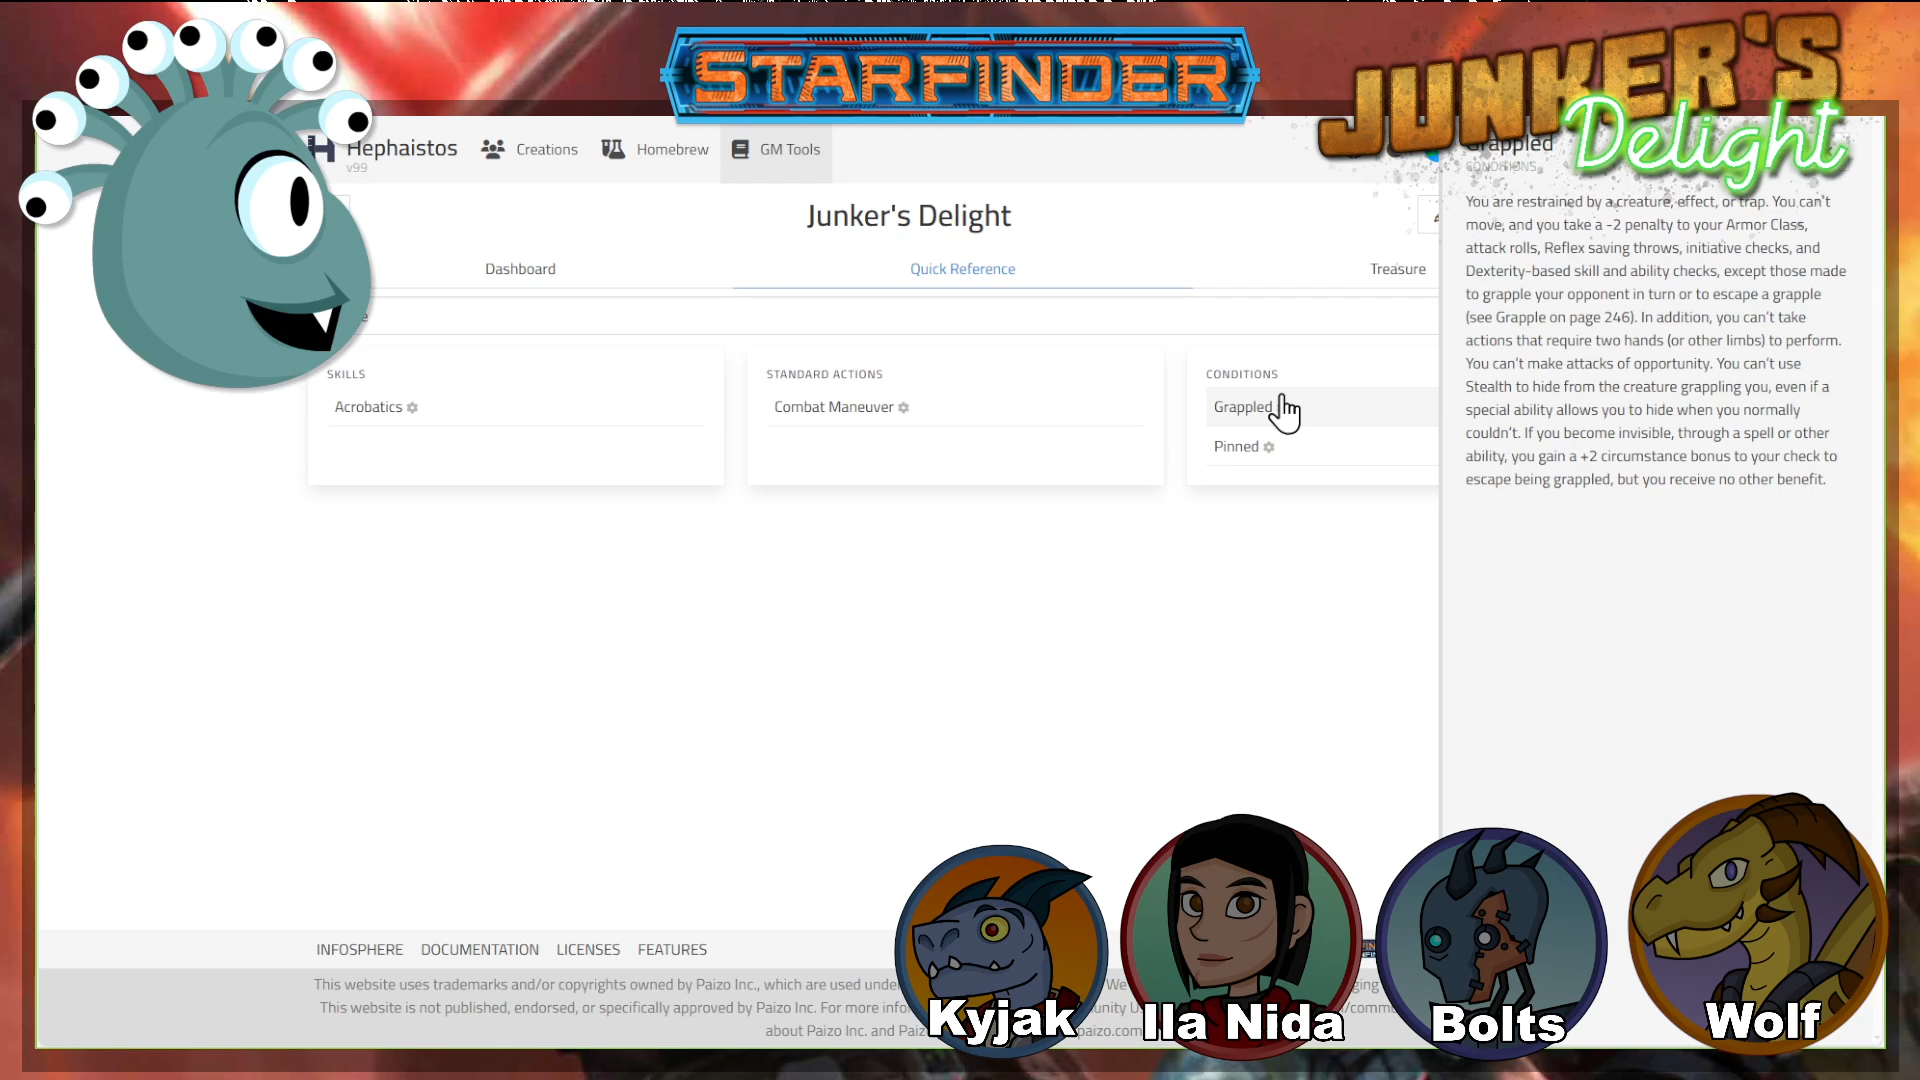 STARFINDER
JUNKER'S
Delight
Hephaistos
v99
Creations
Homebrew
GM Tools
Grappled
CONDITIONS
Junker's Delight
Dashboard
Quick Reference
Treasure
SKILLS
Acrobatics
STANDARD ACTIONS
Combat Maneuver
CONDITIONS
Grappled
Pinned
You are restrained by a creature, effect, or trap. You can't
move, and you take a -2 penalty to your Armor Class,
attack rolls, Reflex saving throws, initiative checks, and
Dexterity-based skill and ability checks, except those made
to grapple your opponent in turn or to escape a grapple
(see Grapple on page 246). In addition, you can't take
actions that require two hands (or other limbs) to perform.
You can't make attacks of opportunity. You can't use
Stealth to hide from the creature grappling you, even if a
special ability allows you to hide when you normally
couldn't. If you become invisible, through a spell or other
ability, you gain a +2 circumstance bonus to your check to
escape being grappled, but you receive no other benefit.
INFOSPHERE
DOCUMENTATION
LICENSES
FEATURES
This website uses trademarks and/or copyrights owned by Paizo Inc., which are used unde
We
This website is not published, endorsed, or specifically approved by Paizo Inc. For more info
about Paizo Inc. and Paiz
paizo.com
Kyjak
Ila Nida
Bolts
Wolf